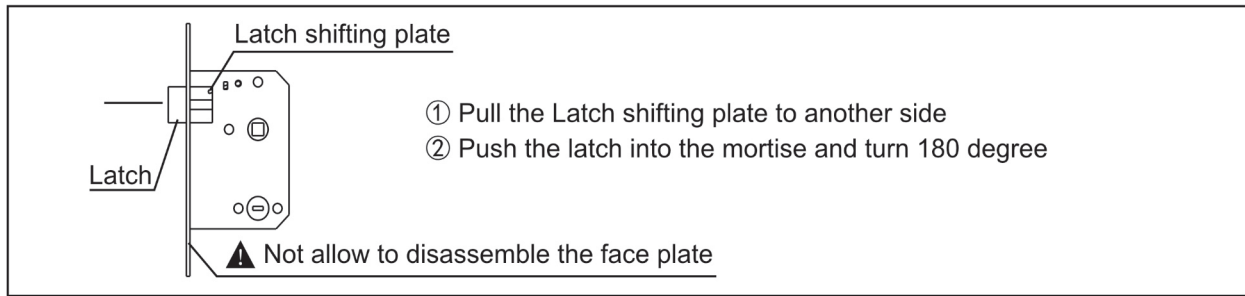 Latch shifting plate
① Pull the Latch shifting plate to another side
② Push the latch into the mortise and turn 180 degree
Latch
Not allow to disassemble the face plate